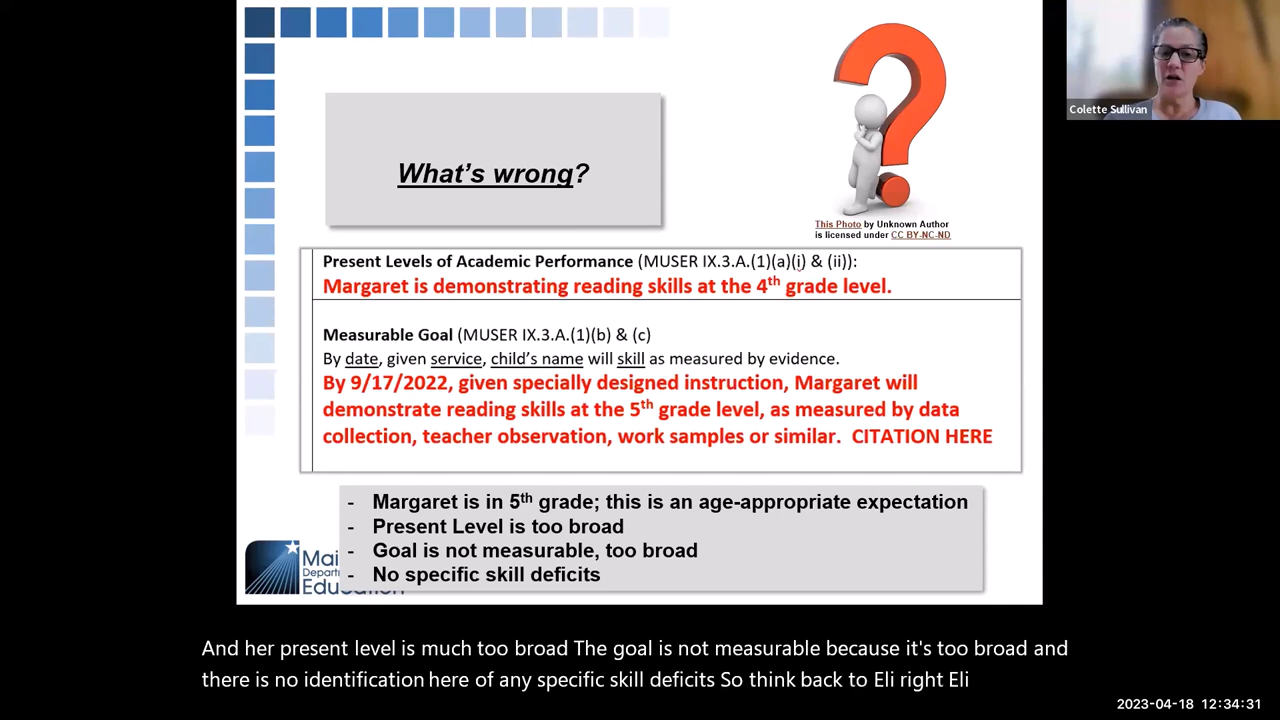 Colette Sullivan
What's wrong?
This Photo by Unknown Author
is licensed under CC BY-NC-ND
Present Levels of Academic Performance (MUSER IX.3.A.(1)(a)(i) & (ii)):
Margaret is demonstrating reading skills at the 4th grade level.
Measurable Goal (MUSER IX.3.A.(1)(b) & (c)
By date, given service, child's name will skill as measured by evidence.
By 9/17/2022, given specially designed instruction, Margaret will
demonstrate reading skills at the 5th grade level, as measured by data
collection, teacher observation, work samples or similar. CITATION HERE
- Margaret is in 5th grade; this is an age-appropriate expectation
- Present Level is too broad
- Goal is not measurable, too broad
- No specific skill deficits
And her present level is much too broad The goal is not measurable because it's too broad and
there is no identification here of any specific skill deficits So think back to Eli right Eli
2023-04-18 12:34:31